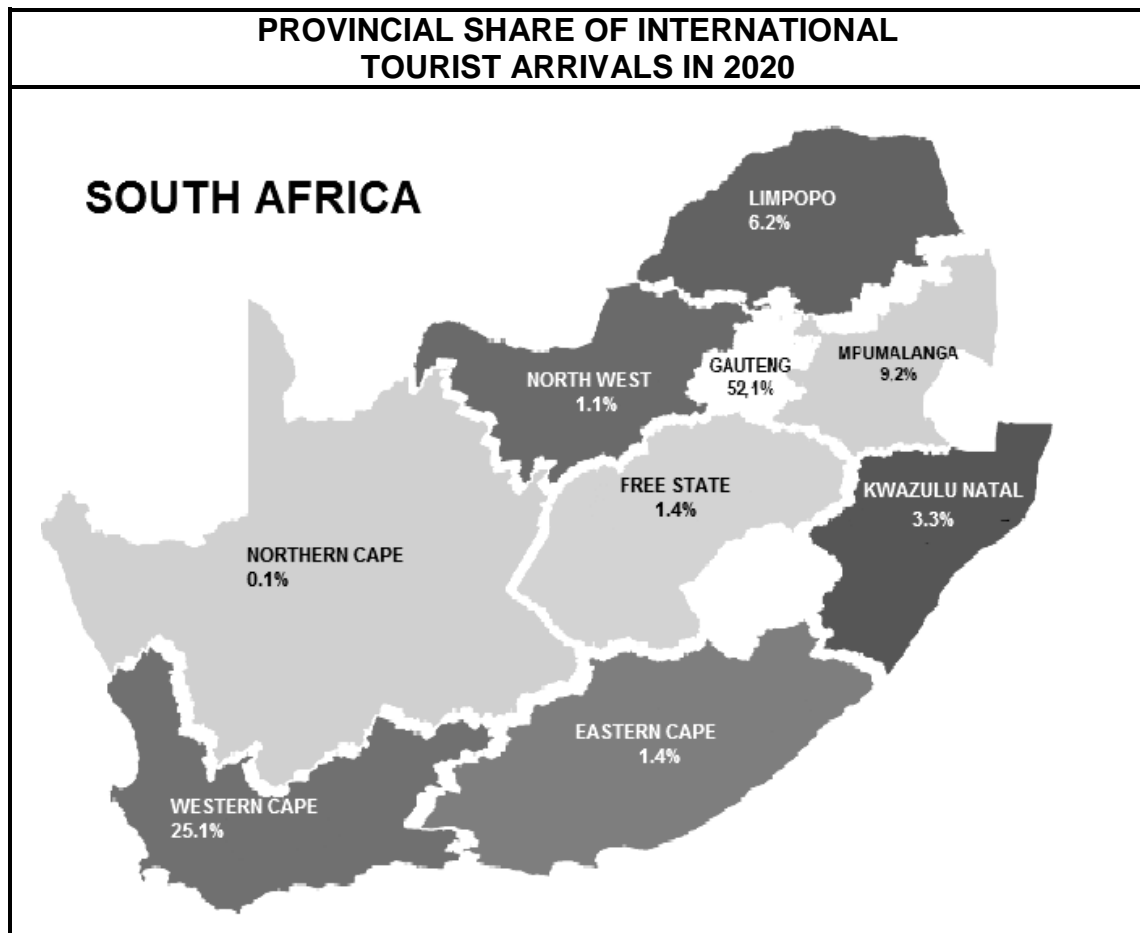 PROVINCIAL SHARE OF INTERNATIONAL
TOURIST ARRIVALS IN 2020
SOUTH AFRICA
LIMPOPO
6.2%
MPUMALANGA
9.2%
GAUTENG
52,1%
NORTH WEST
1.1%
FREE STATE
1.4%
KWAZULU NATAL
3.3%
NORTHERN CAPE
0.1%
EASTERN CAPE
1.4%
WESTERN CAPE
25.1%